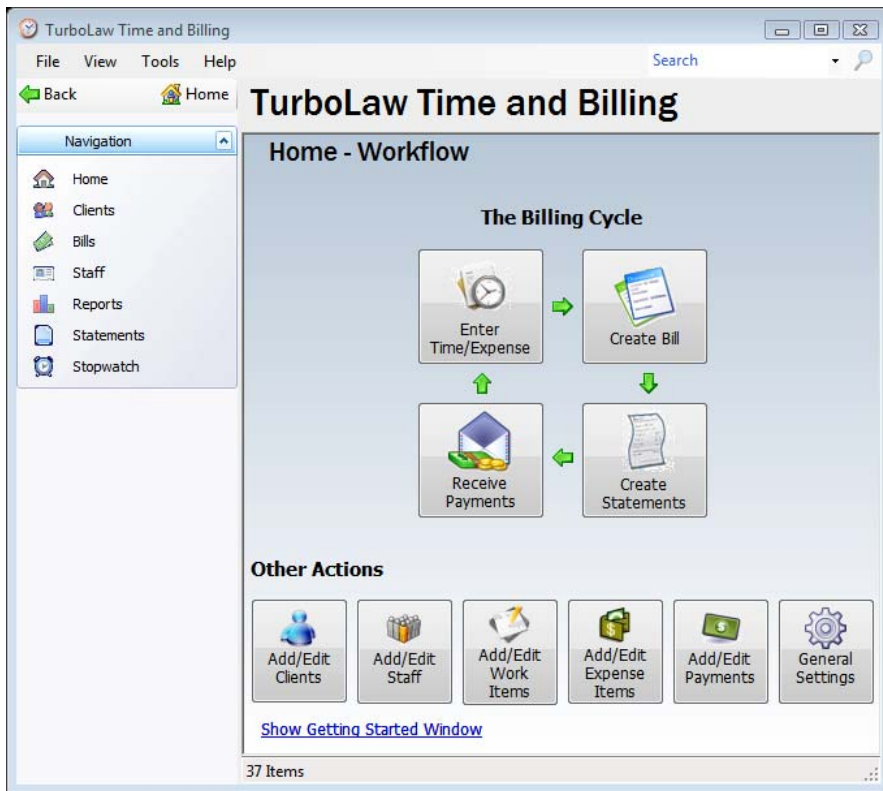 TurboLaw Time and Billing
File View Tools Help
Search
Back Home
TurboLaw Time and Billing
Navigation
Home
Clients
Bills
Staff
Reports
Statements
Stopwatch
Home - Workflow
The Billing Cycle
Enter
Time/Expense
Create Bill
Receive
Payments
Create
Statements
Other Actions
Add/Edit
Clients
Add/Edit
Staff
Add/Edit
Work
Items
Add/Edit
Expense
Items
Add/Edit
Payments
General
Settings
Show Getting Started Window
37 Items